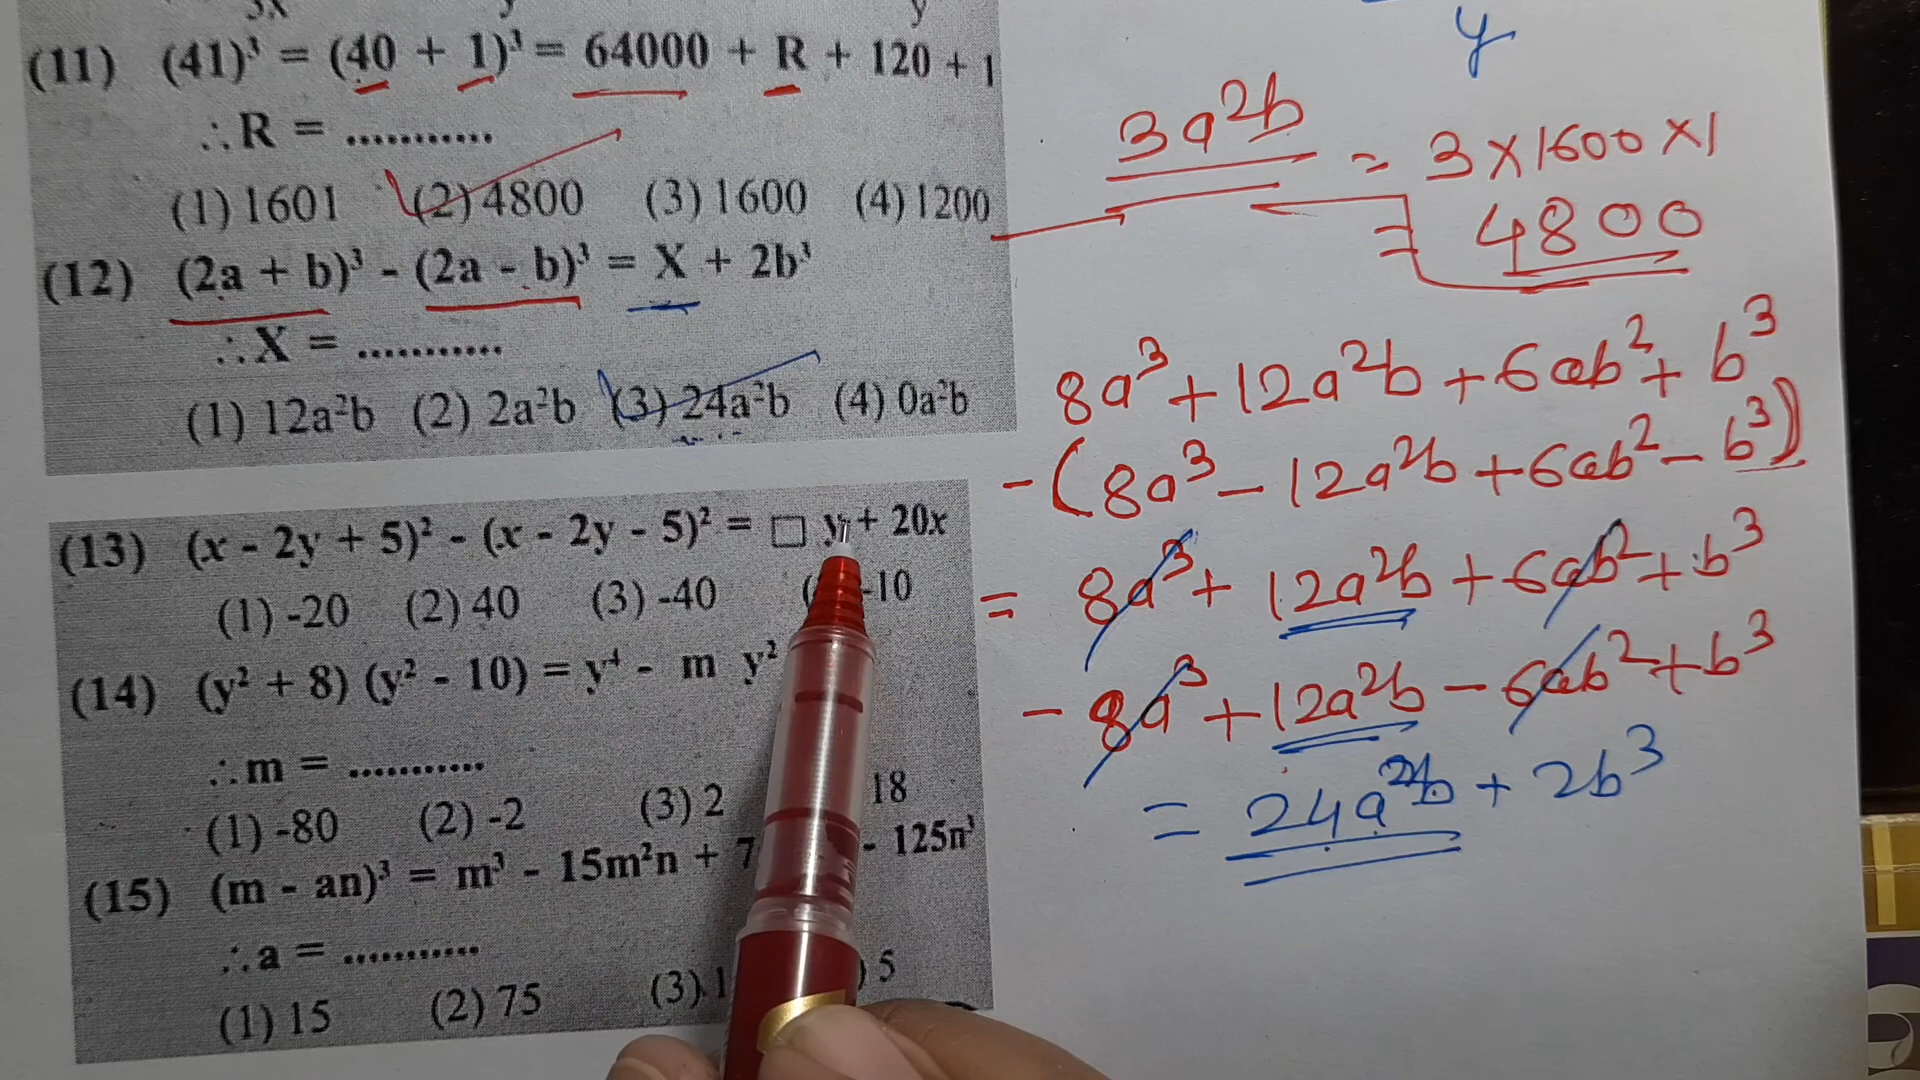 3x y y
(11) (41)³ = (40 + 1)³ = 64000 + R + 120 + 1
∴R = ...........
(1) 1601 (2) 4800 (3) 1600 (4) 1200
(12) (2a + b)³ - (2a - b)³ = X + 2b³
∴X = ...........
(1) 12a²b (2) 2a²b (3) 24a²b (4) 0a²b
(13) (x - 2y + 5)² - (x - 2y - 5)² = □ y + 20x
(1) -20 (2) 40 (3) -40 ( -10
(14) (y² + 8) (y² - 10) = y⁴ - m y²
∴m = ...........
(1) -80 (2) -2 (3) 2 18
(15) (m - an)³ = m³ - 15m²n + 7 - 125n³
∴a = ...........
(1) 15 (2) 75 (3) 1 ) 5
y
3a²b = 3×1600×1
= 4800
8a³+12a²b+6ab²+b³
-(8a³-12a²b+6ab²-b³)
= 8a³+12a²b+6ab²+b³
-8a³+12a²b-6ab²+b³
= 24a²b+2b³